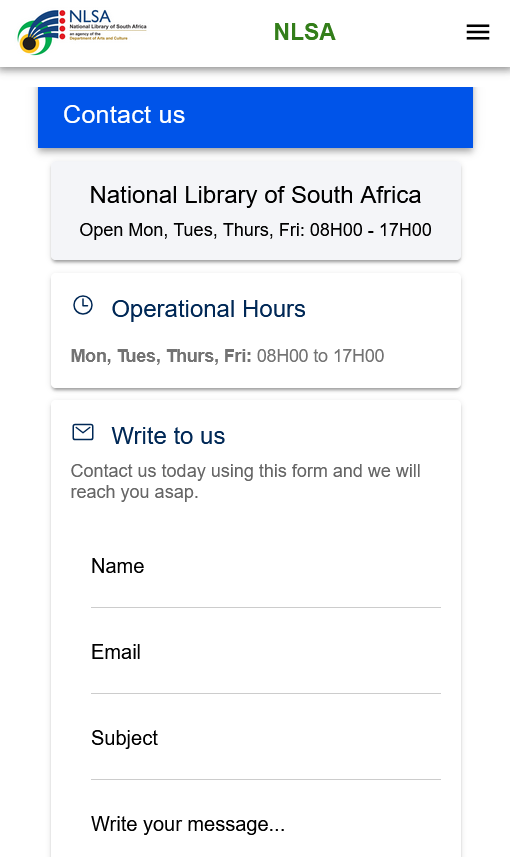 NLSA
National Library of South Africa
an agency of the
Department of Arts and Culture
NLSA
Contact us
National Library of South Africa
Open Mon, Tues, Thurs, Fri: 08H00 - 17H00
Operational Hours
Mon, Tues, Thurs, Fri: 08H00 to 17H00
Write to us
Contact us today using this form and we will
reach you asap.
Name
Email
Subject
Write your message...